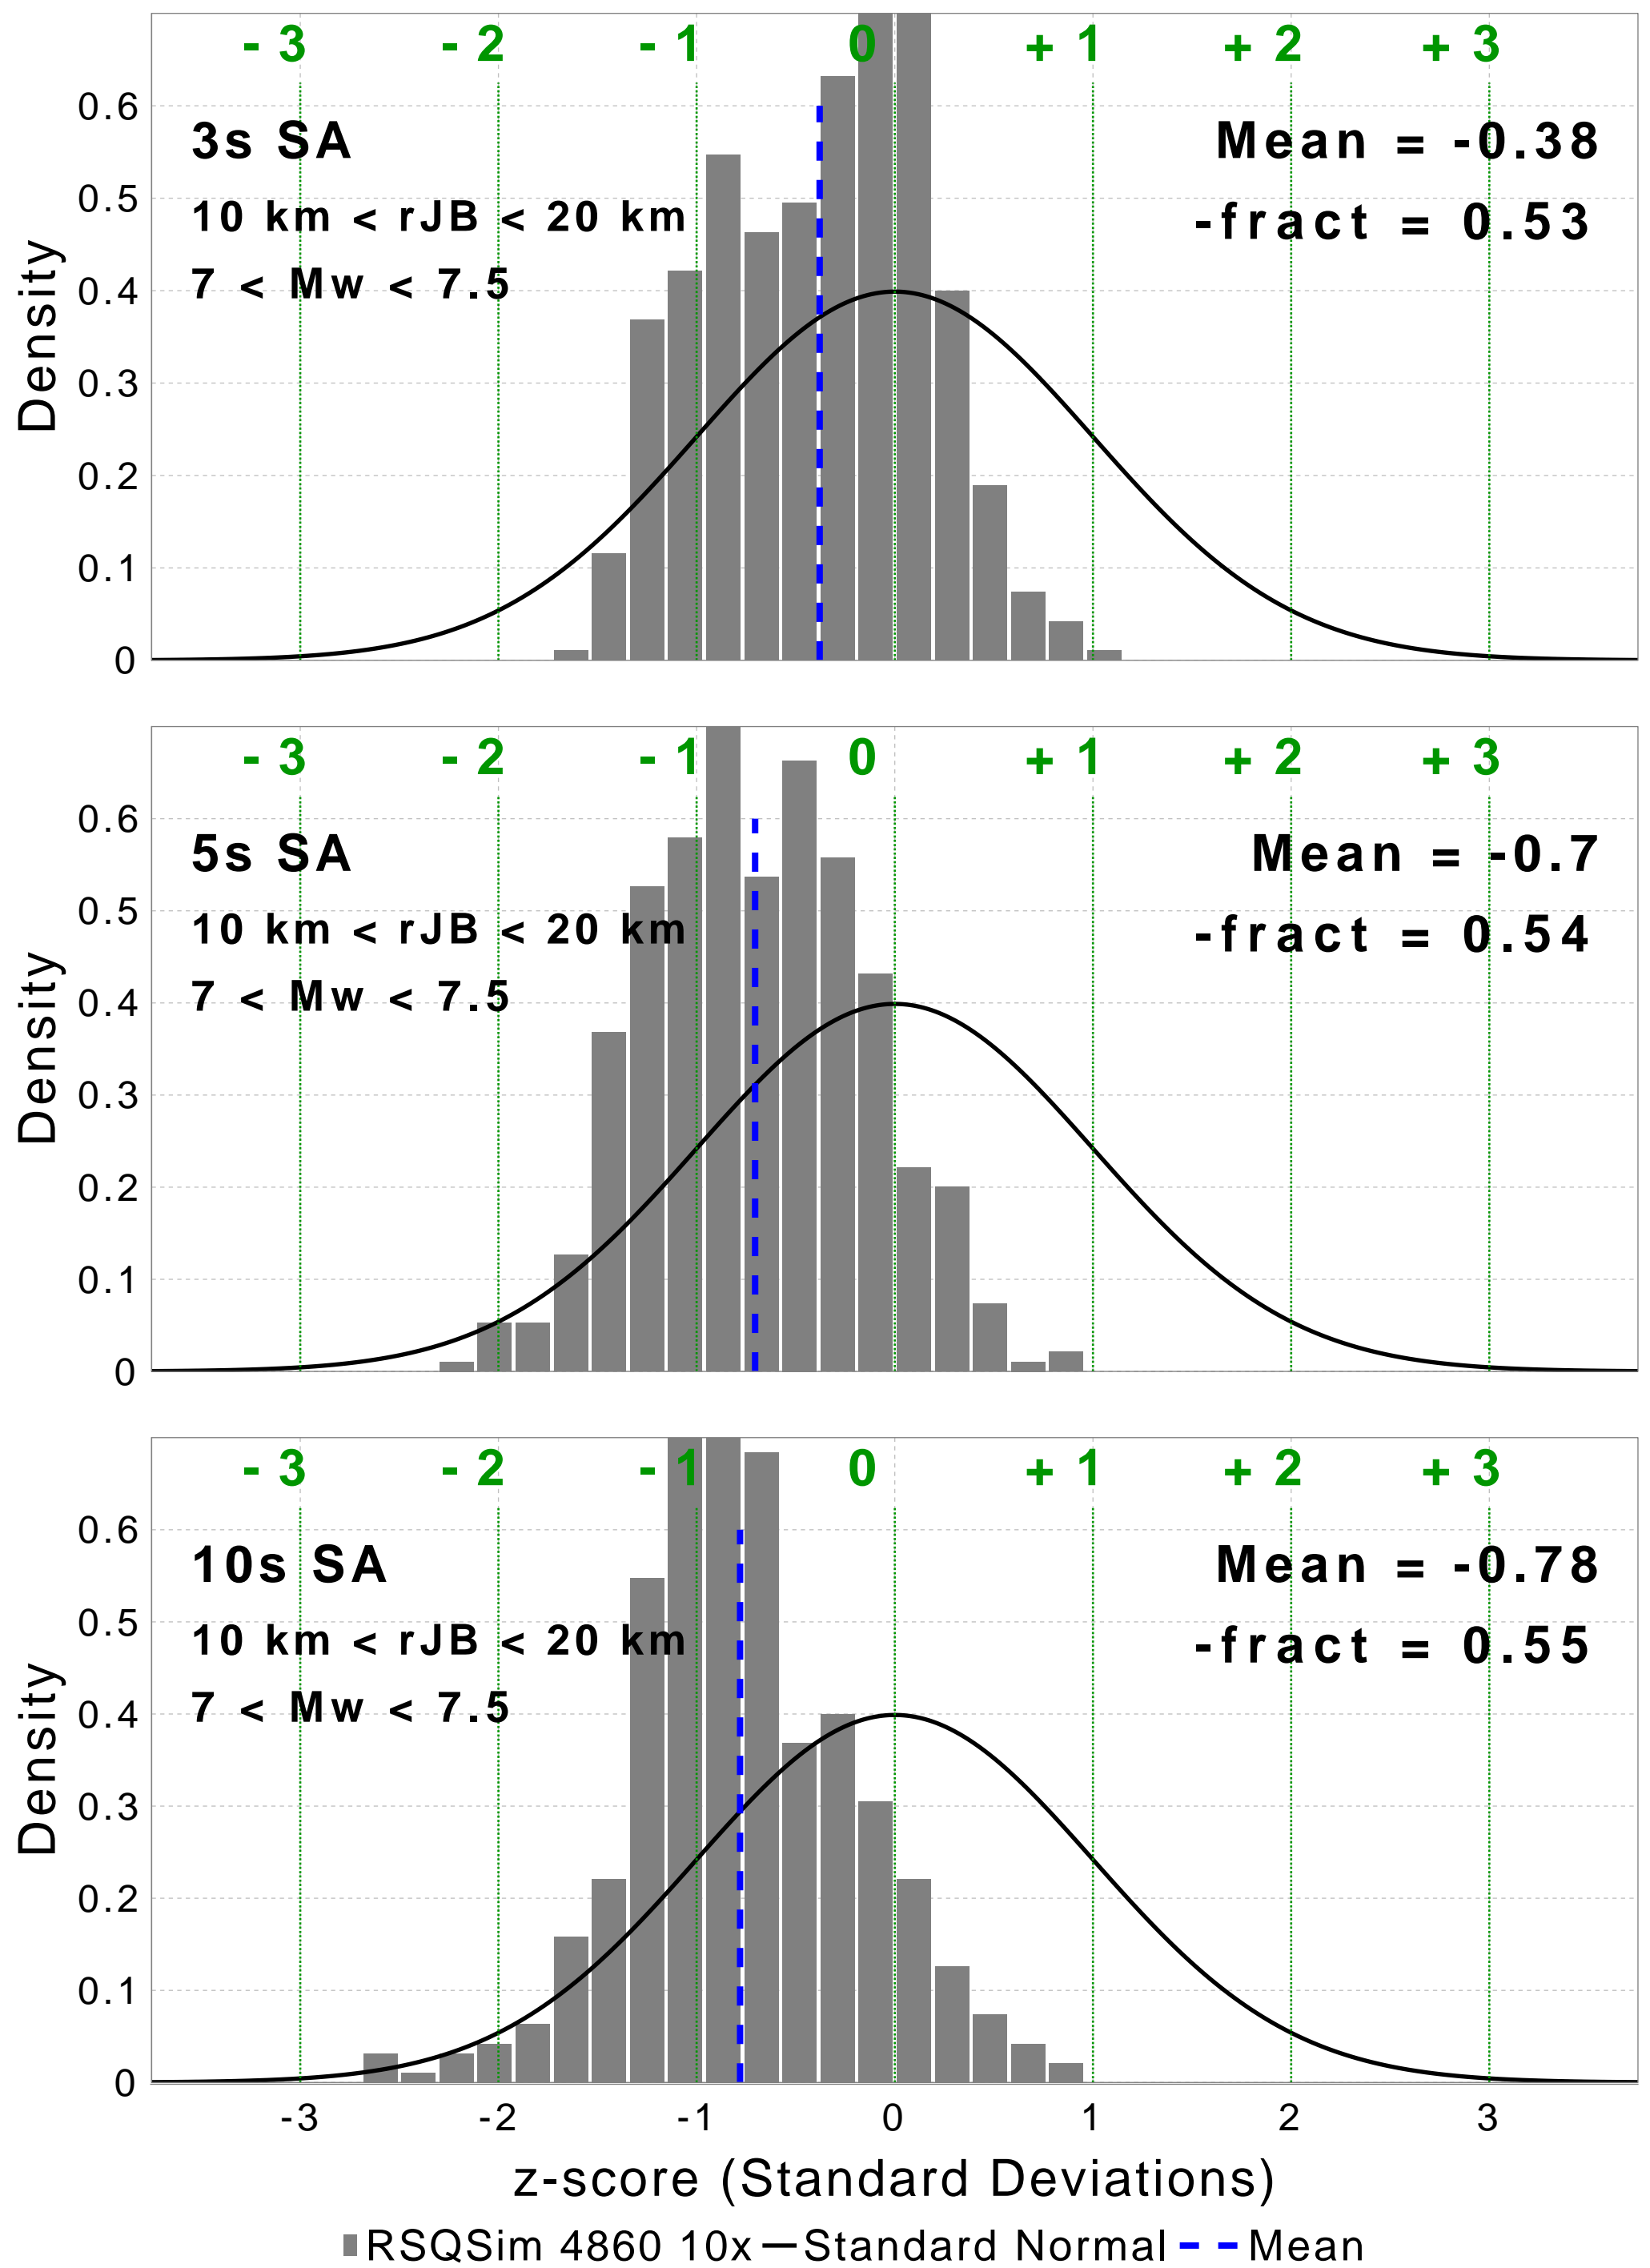 - 3 - 2 - 1 0 + 1 + 2 + 3
0.6
3s SA
Mean = -0.38
0.5
10 km < rJB < 20 km
-fract = 0.53
0.4
7 < Mw < 7.5
Density
0.3
0.2
0.1
0
- 3 - 2 - 1 0 + 1 + 2 + 3
0.6
5s SA
Mean = -0.7
0.5
10 km < rJB < 20 km
-fract = 0.54
0.4
7 < Mw < 7.5
Density
0.3
0.2
0.1
0
- 3 - 2 - 1 0 + 1 + 2 + 3
0.6
10s SA
Mean = -0.78
0.5
10 km < rJB < 20 km
-fract = 0.55
0.4
7 < Mw < 7.5
Density
0.3
0.2
0.1
0
-3 -2 -1 0 1 2 3
z-score (Standard Deviations)
RSQSim 4860 10x Standard Normal Mean